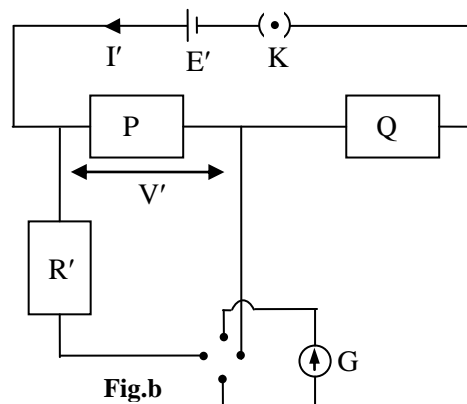 I′ E′ K
P Q
V′
R′
G
Fig.b